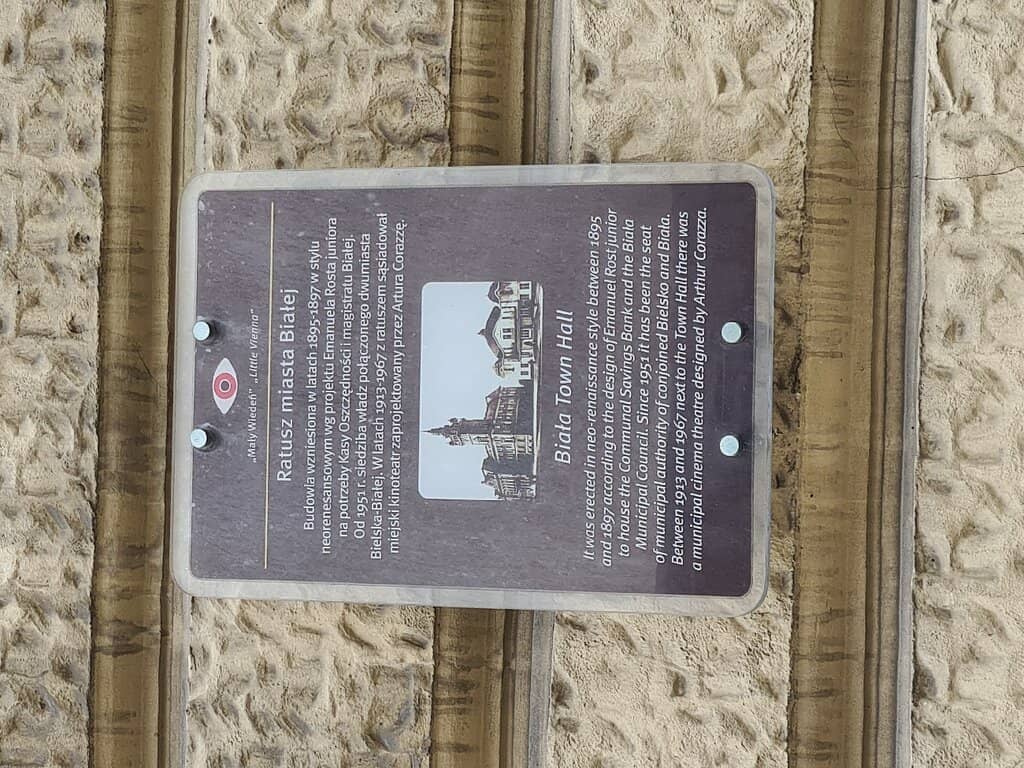 „Mały Wiedeń” „Little Vienna”
Ratusz miasta Białej
Budowla wzniesiona w latach 1895-1897 w stylu
neorenesansowym wg projektu Emanuela Rosta juniora
na potrzeby Kasy Oszczędności i magistratu Białej.
Od 1951 r. siedziba władz połączonego dwumiasta
Bielska-Białej. W latach 1913-1967 z ratuszem sąsiadował
miejski kinoteatr zaprojektowany przez Artura Corazzę.
Biała Town Hall
It was erected in neo-renaissance style between 1895
and 1897 according to the design of Emanuel Rost junior
to house the Communal Savings Bank and the Biała
Municipal Council. Since 1951 it has been the seat
of municipal authority of conjoined Bielsko and Biała.
Between 1913 and 1967 next to the Town Hall there was
a municipal cinema theatre designed by Arthur Corazza.